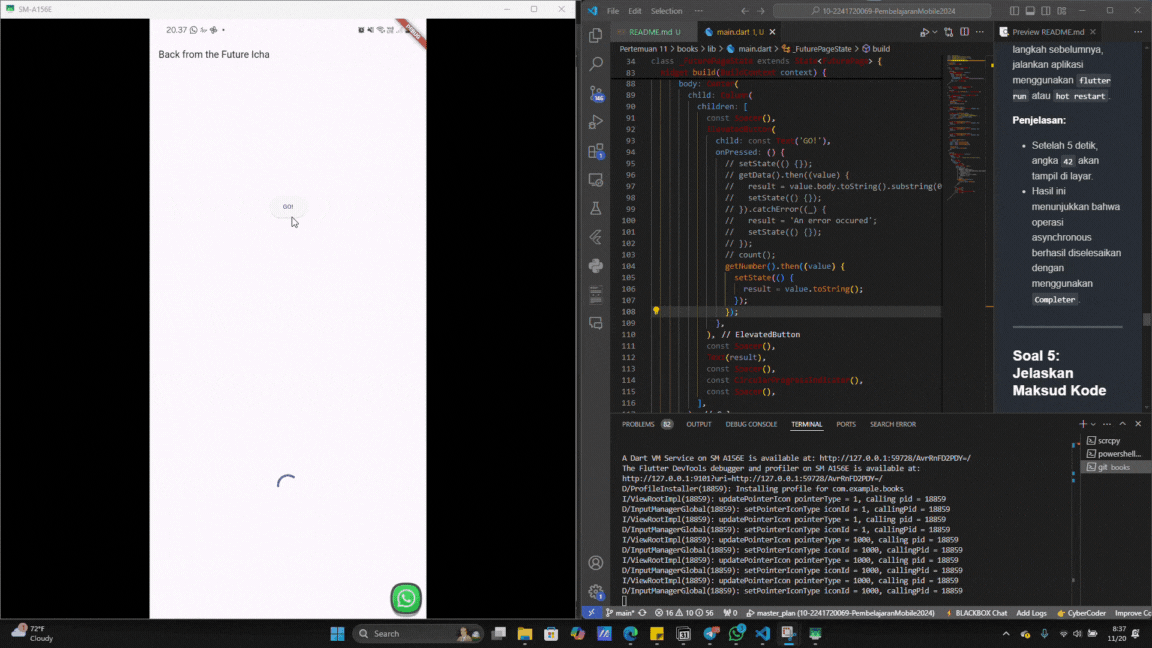 SM-A156E
20.37
DEBUG
Back from the Future Icha
GO!
File Edit Selection
10-2241720069-PembelajaranMobile2024
README.md U
main.dart 1, U
Preview README.md
Pertemuan 11 > books > lib > main.dart > _FuturePageState > build
34 class _FuturePageState extends State<FuturePage> {
83 Widget build(BuildContext context) {
88 body: Center(
89 child: Column(
90 children: [
91 const Spacer(),
92 ElevatedButton(
93 child: const Text('GO!'),
94 onPressed: () {
95 // setState(() {});
96 // getData().then((value) {
97 // result = value.body.toString().substring(0
98 // setState(() {});
99 // }).catchError((_) {
100 // result = 'An error occured';
101 // setState(() {});
102 // });
103 // count();
104 getNumber().then((value) {
105 setState(() {
106 result = value.toString();
107 });
108 });
109 },
110 ), // ElevatedButton
111 const Spacer(),
112 Text(result),
113 const Spacer(),
114 const CircularProgressIndicator(),
115 const Spacer(),
116 ],
langkah sebelumnya,
jalankan aplikasi
menggunakan flutter
run atau hot restart.
Penjelasan:
• Setelah 5 detik,
angka 42 akan
tampil di layar.
• Hasil ini
menunjukkan bahwa
operasi
asynchronous
berhasil diselesaikan
dengan
menggunakan
Completer.
Soal 5:
Jelaskan
Maksud Kode
PROBLEMS 82 OUTPUT DEBUG CONSOLE TERMINAL PORTS SEARCH ERROR
A Dart VM Service on SM A156E is available at: http://127.0.0.1:59728/AvrRnFD2PDY=/
The Flutter DevTools debugger and profiler on SM A156E is available at:
http://127.0.0.1:9101?uri=http://127.0.0.1:59728/AvrRnFD2PDY=/
D/ProfileInstaller(18859): Installing profile for com.example.books
I/ViewRootImpl(18859): updatePointerIcon pointerType = 1, calling pid = 18859
D/InputManagerGlobal(18859): setPointerIconType iconId = 1, callingPid = 18859
I/ViewRootImpl(18859): updatePointerIcon pointerType = 1, calling pid = 18859
D/InputManagerGlobal(18859): setPointerIconType iconId = 1, callingPid = 18859
I/ViewRootImpl(18859): updatePointerIcon pointerType = 1000, calling pid = 18859
D/InputManagerGlobal(18859): setPointerIconType iconId = 1000, callingPid = 18859
I/ViewRootImpl(18859): updatePointerIcon pointerType = 1000, calling pid = 18859
D/InputManagerGlobal(18859): setPointerIconType iconId = 1000, callingPid = 18859
I/ViewRootImpl(18859): updatePointerIcon pointerType = 1000, calling pid = 18859
D/InputManagerGlobal(18859): setPointerIconType iconId = 1000, callingPid = 18859
scrcpy
powershell...
git books
main* 16 10 56 0 master_plan (10-2241720069-PembelajaranMobile2024) BLACKBOX Chat Add Logs CyberCoder Improve Co
72°F
Cloudy
Search
8:37
11/20